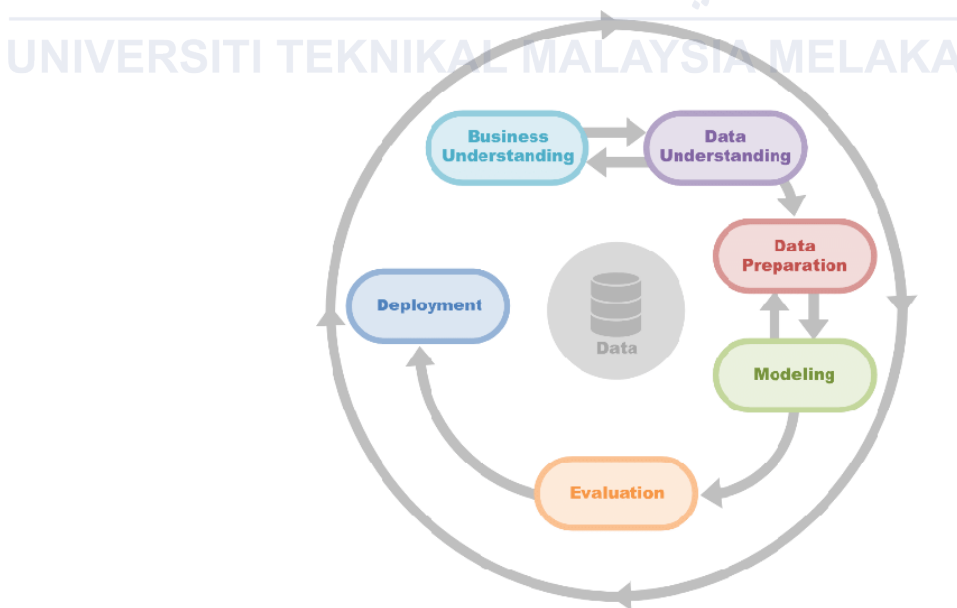 UNIVERSITI TEKNIKAL MALAYSIA MELAKA
Business
Understanding
Data
Understanding
Data
Preparation
Deployment
Data
Modeling
Evaluation